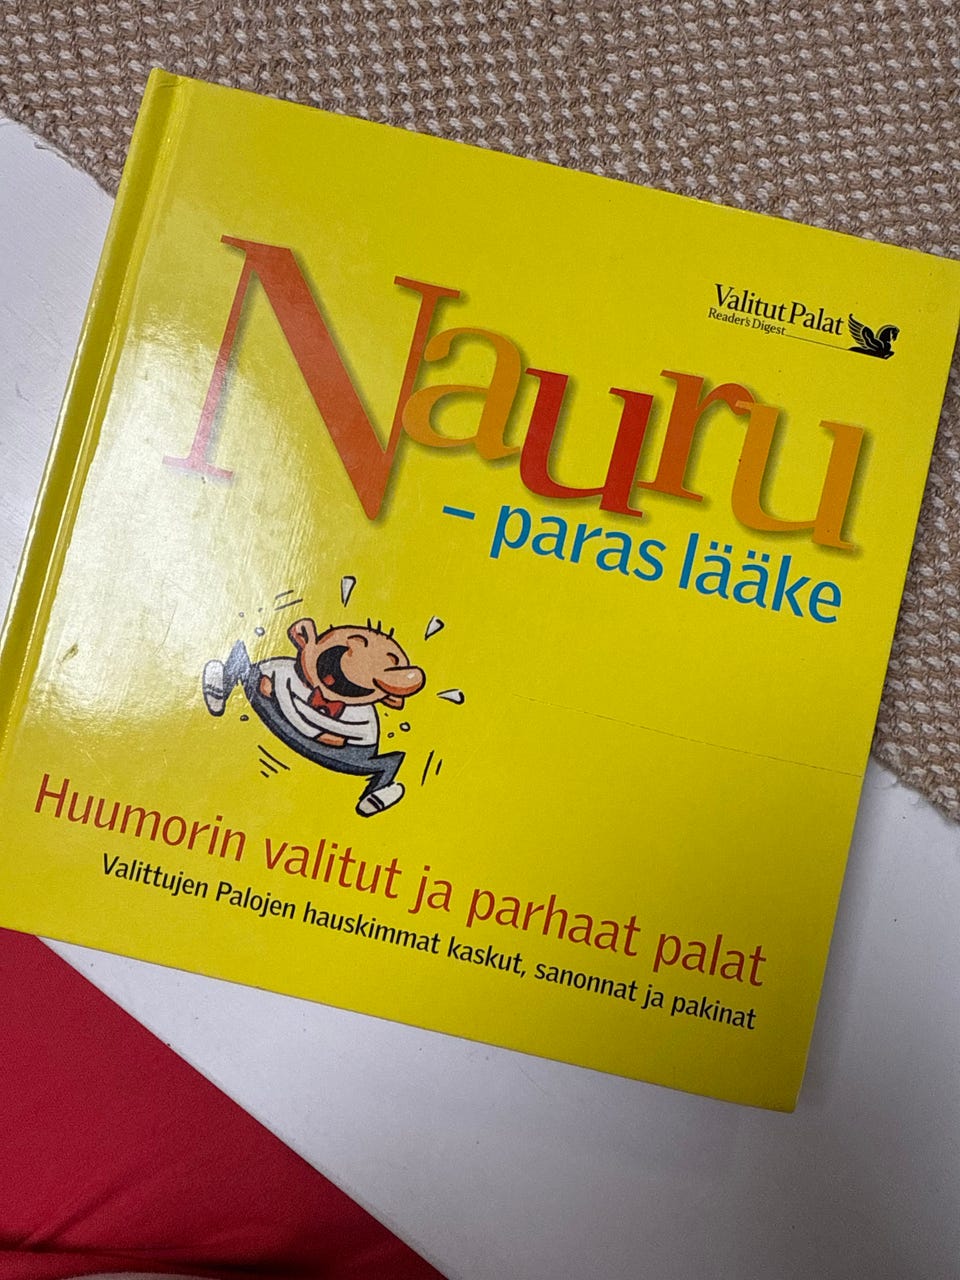 Valitut Palat
Reader's Digest
Nauru
– paras lääke
Huumorin valitut ja parhaat palat
Valittujen Palojen hauskimmat kaskut, sanonnat ja pakinat